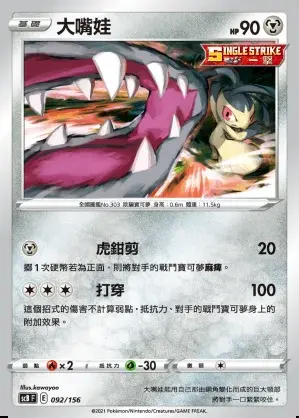 基礎 大嘴娃 HP90
SINGLE STRIKE
一擊
全國圖鑑No.303 欺騙寶可夢 身高：0.6m 體重：11.5kg
虎鉗剪 20
擲1次硬幣若為正面，則將對手的戰鬥寶可夢麻痺。
打穿 100
這個招式的傷害不計算弱點、抵抗力、對手的戰鬥寶可夢身上的
附加效果。
弱點 ×2 抵抗力 -30 撤退
Illus.kawayoo
sC3 F E 092/156
大嘴娃能用自己那由鋼角變化而成的巨大顎部
將對手一口緊緊咬住。
©2021 Pokémon/Nintendo/Creatures/GAME FREAK.